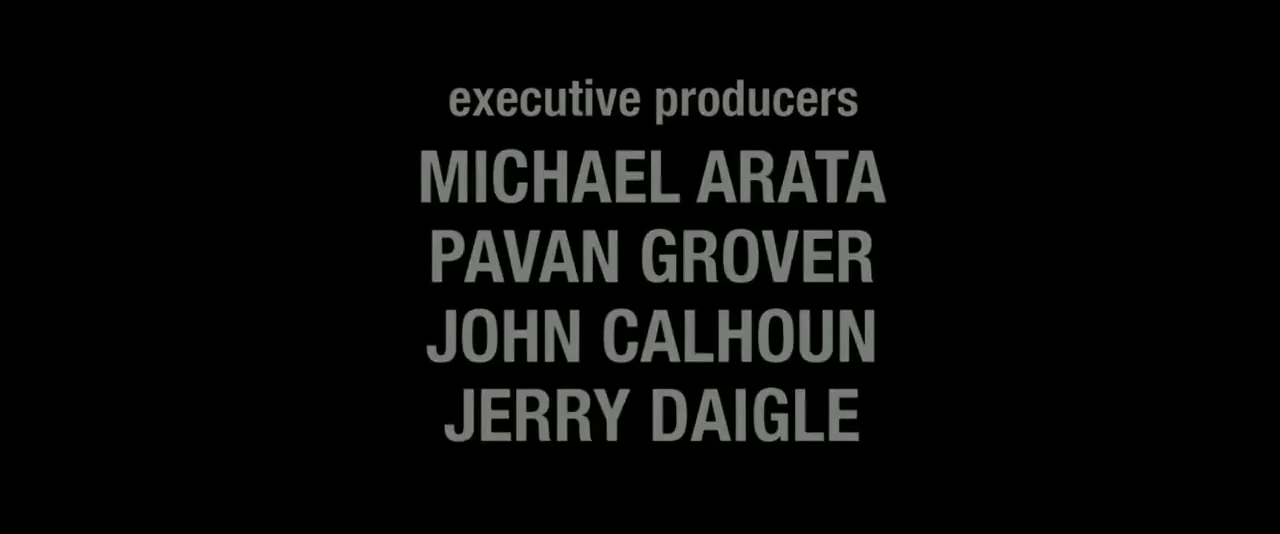 executive producers
MICHAEL ARATA
PAVAN GROVER
JOHN CALHOUN
JERRY DAIGLE